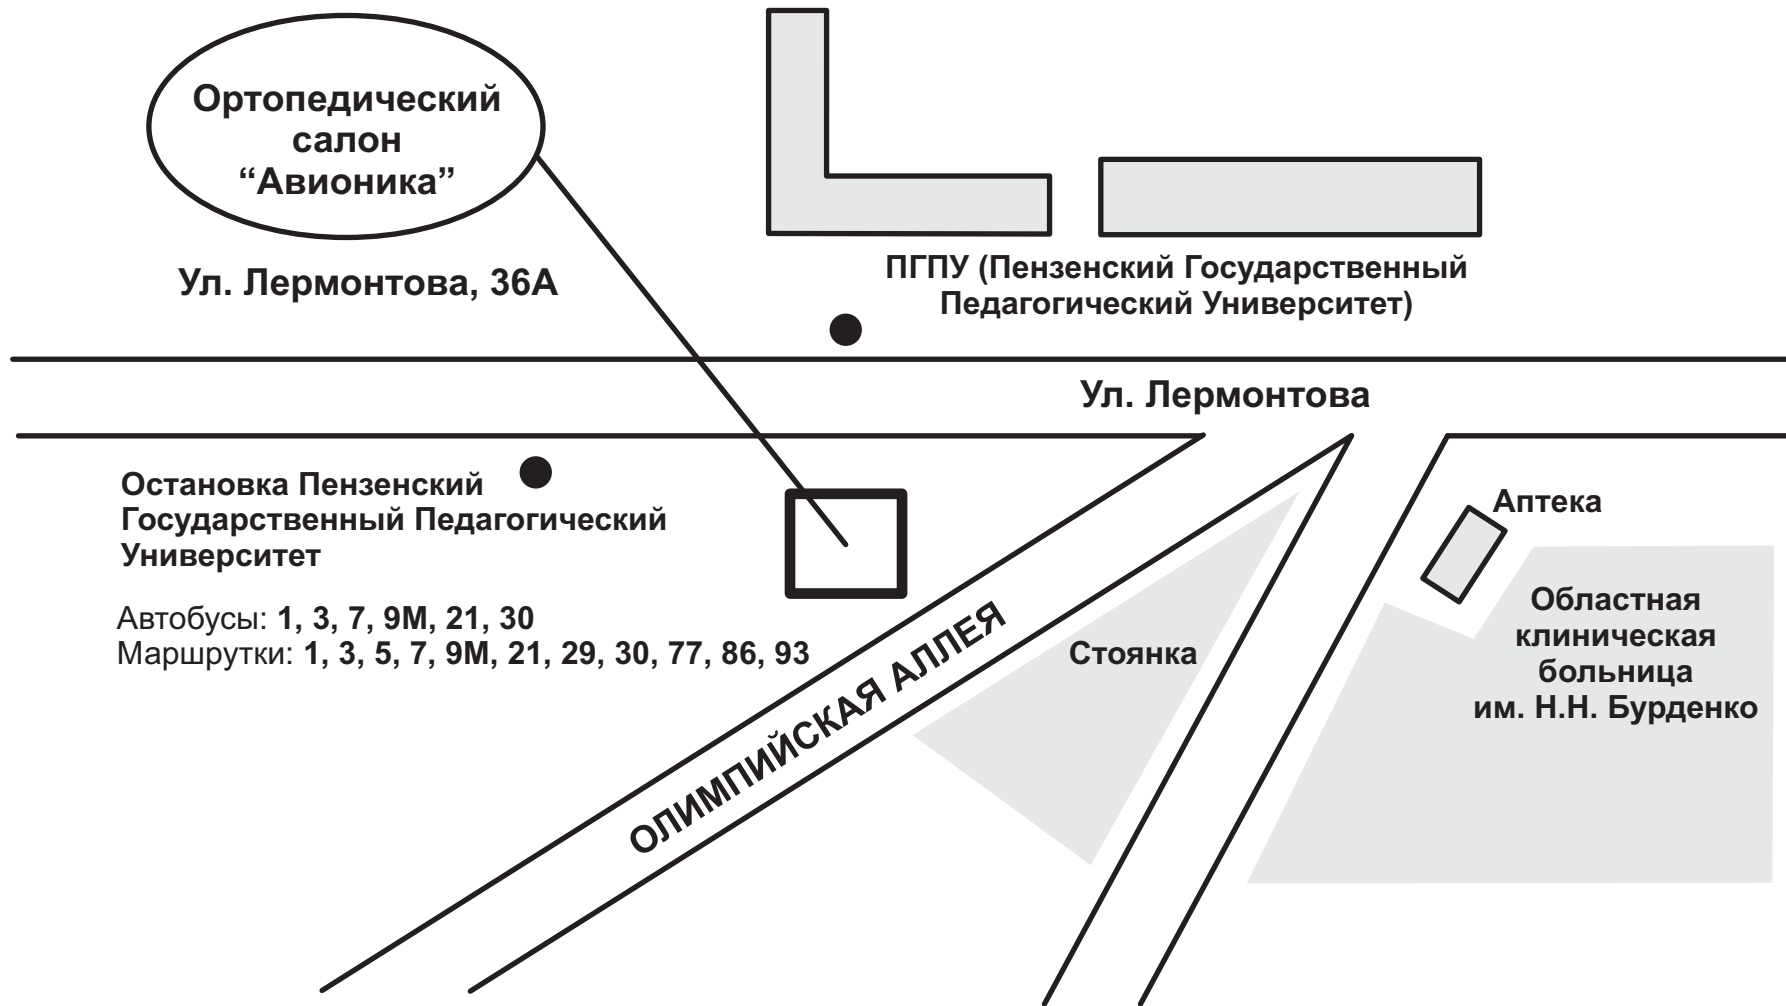 Ортопедический
салон
“Авионика”
Ул. Лермонтова, 36А
ПГПУ (Пензенский Государственный
Педагогический Университет)
Ул. Лермонтова
Остановка Пензенский
Государственный Педагогический
Университет
Автобусы: 1, 3, 7, 9М, 21, 30
Маршрутки: 1, 3, 5, 7, 9М, 21, 29, 30, 77, 86, 93
ОЛИМПИЙСКАЯ АЛЛЕЯ
Стоянка
Аптека
Областная
клиническая
больница
им. Н.Н. Бурденко